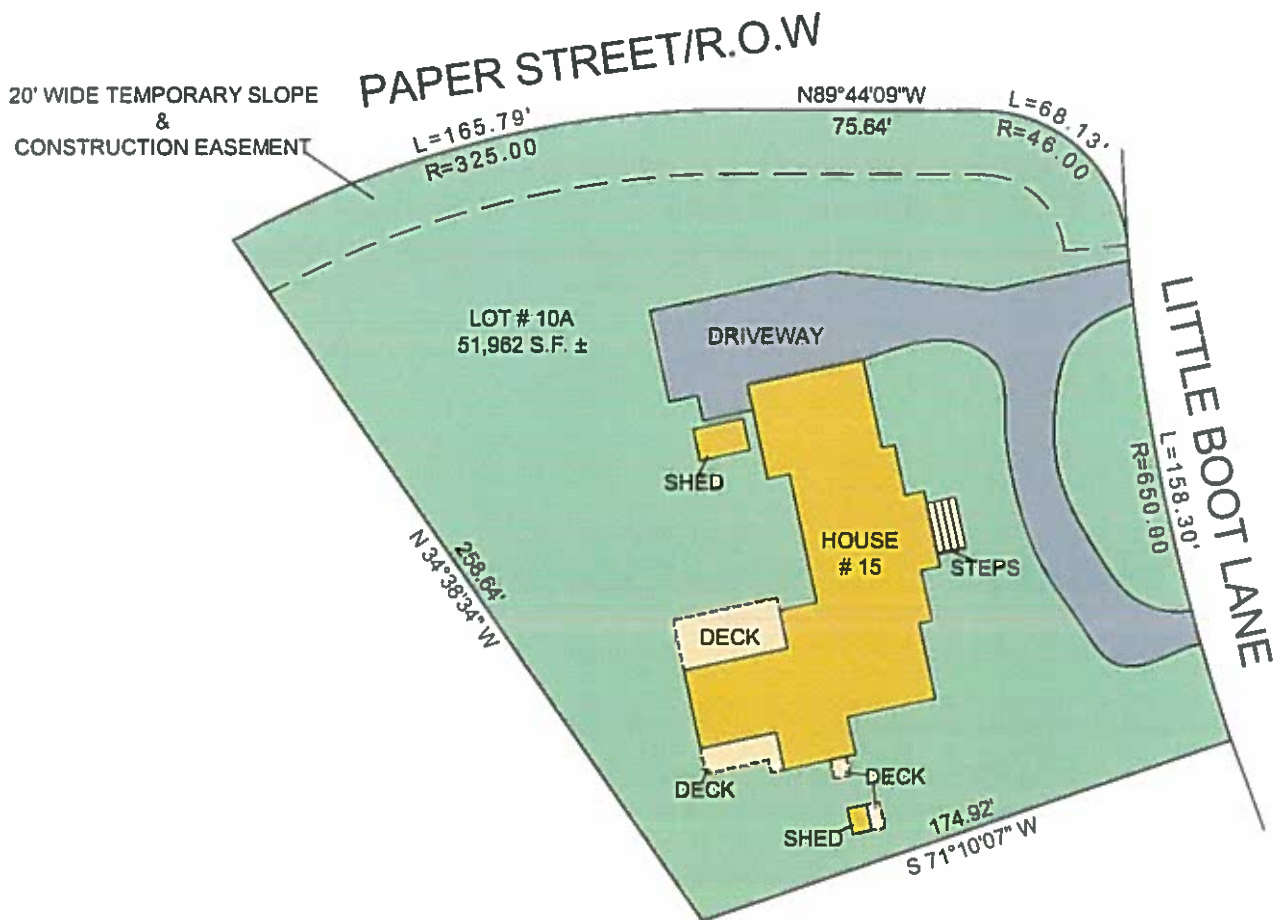 PAPER STREET/R.O.W
20' WIDE TEMPORARY SLOPE
&
CONSTRUCTION EASEMENT
L=165.79'
R=325.00
N89°44'09"W
75.64'
L=68.13'
R=46.00
LOT # 10A
51,962 S.F. ±
DRIVEWAY
LITTLE BOOT LANE
L=158.30'
R=650.00
SHED
HOUSE
# 15
STEPS
258.64'
N 34°38'34" W
DECK
DECK
DECK
SHED
174.92'
S 71°10'07" W